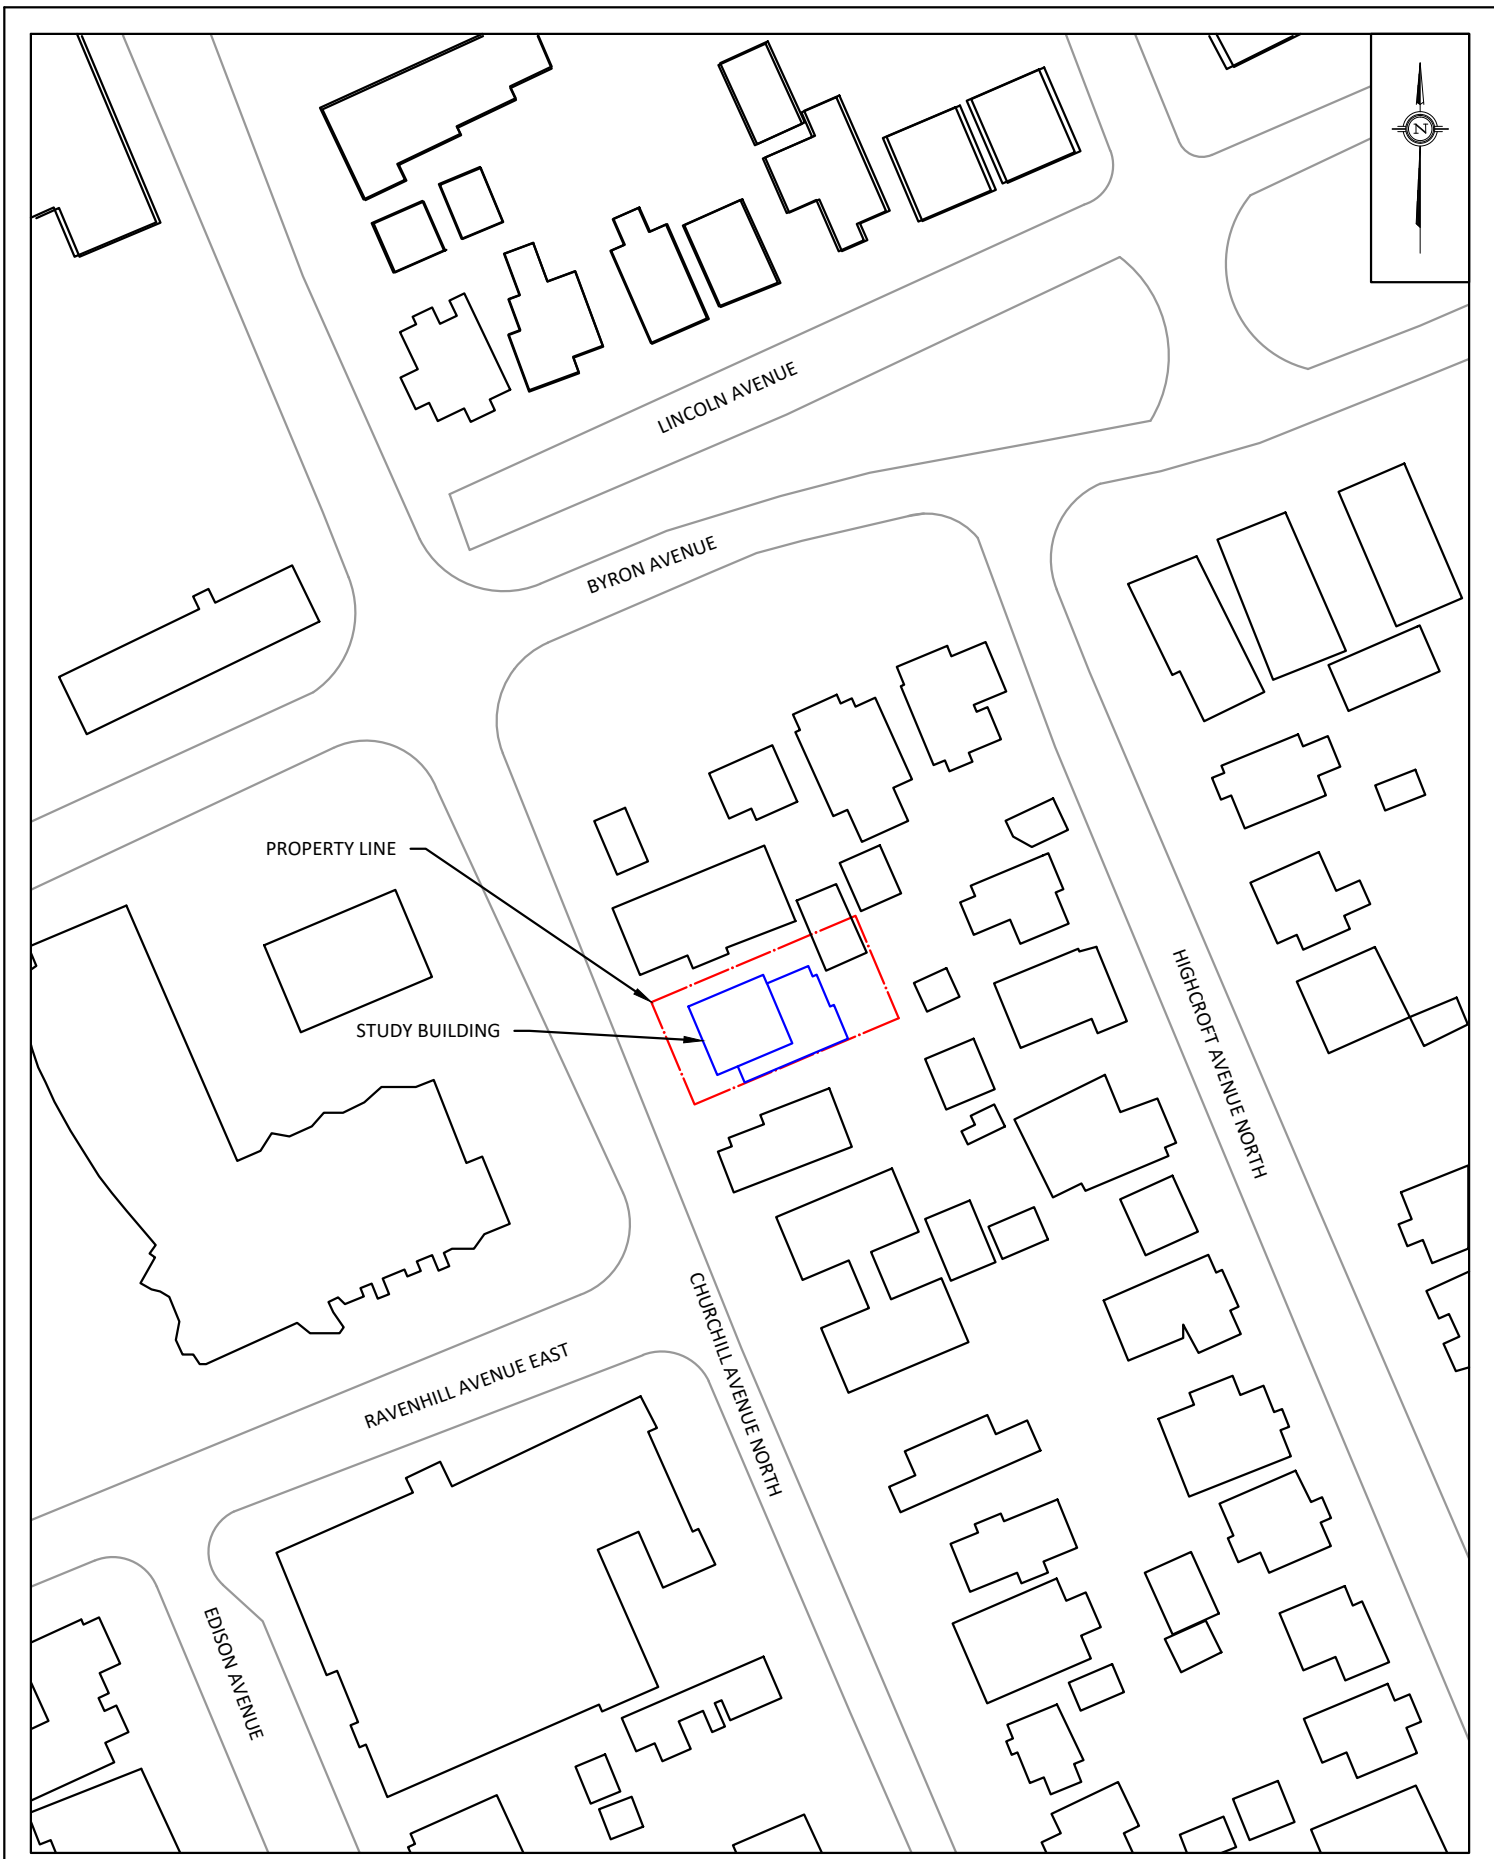 N
LINCOLN AVENUE
BYRON AVENUE
PROPERTY LINE
STUDY BUILDING
HIGHCROFT AVENUE NORTH
CHURCHILL AVENUE NORTH
RAVENHILL AVENUE EAST
EDISON AVENUE